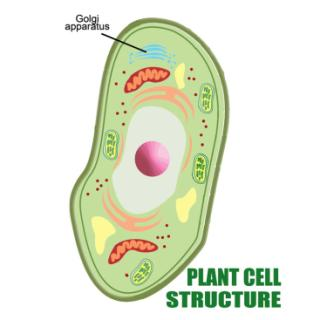 Golgi
apparatus
PLANT CELL
STRUCTURE